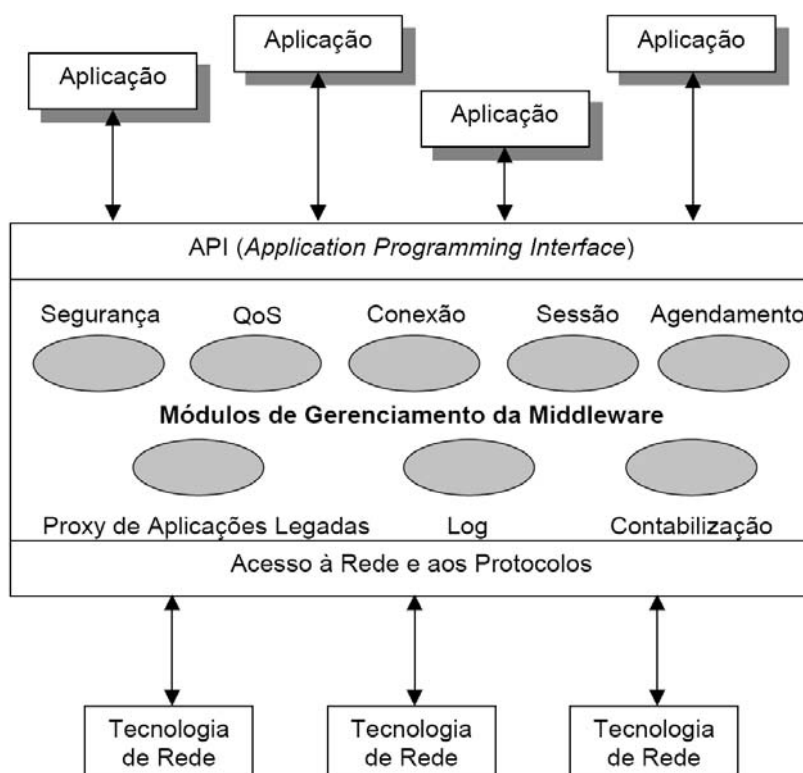 Aplicação
Aplicação
Aplicação
Aplicação
API (Application Programming Interface)
Segurança
QoS
Conexão
Sessão
Agendamento
Módulos de Gerenciamento da Middleware
Proxy de Aplicações Legadas
Log
Contabilização
Acesso à Rede e aos Protocolos
Tecnologia
de Rede
Tecnologia
de Rede
Tecnologia
de Rede